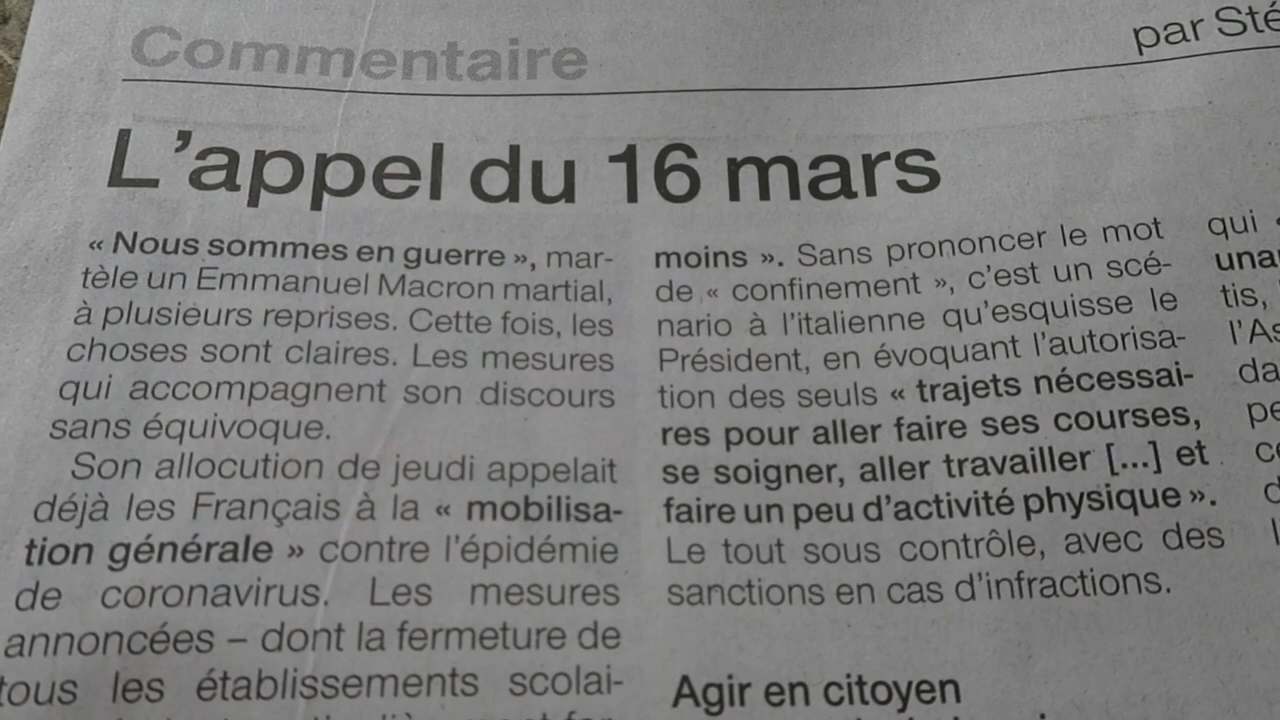 Commentaire
par Sté
L'appel du 16 mars
« Nous sommes en guerre », mar-
tèle un Emmanuel Macron martial,
à plusieurs reprises. Cette fois, les
choses sont claires. Les mesures
qui accompagnent son discours
sans équivoque.
Son allocution de jeudi appelait
déjà les Français à la « mobilisa-
tion générale » contre l'épidémie
de coronavirus. Les mesures
annoncées – dont la fermeture de
tous les établissements scolai-
moins ». Sans prononcer le mot
de « confinement », c'est un scé-
nario à l'italienne qu'esquisse le
Président, en évoquant l'autorisa-
tion des seuls « trajets nécessai-
res pour aller faire ses courses,
se soigner, aller travailler [...] et
faire un peu d'activité physique ».
Le tout sous contrôle, avec des
sanctions en cas d'infractions.
Agir en citoyen
qui
una
tis,
l'As
da
pe